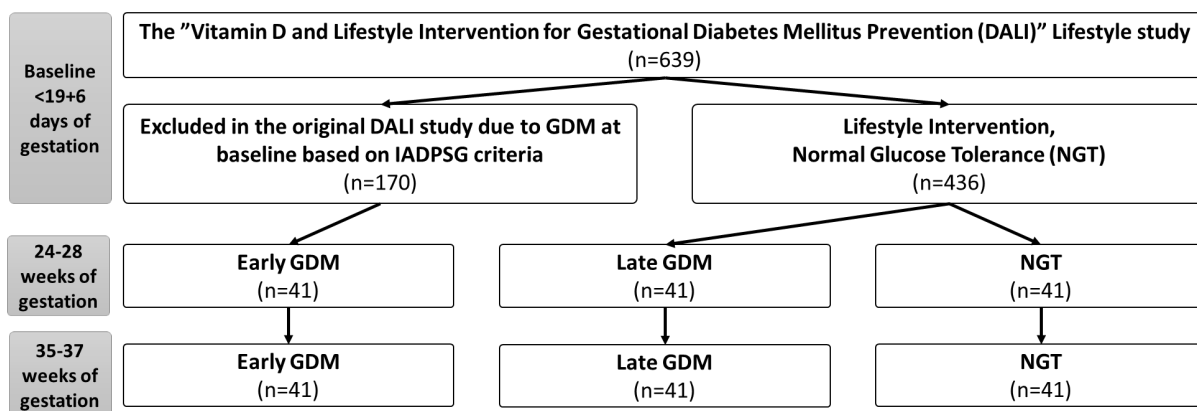 The ”Vitamin D and Lifestyle Intervention for Gestational Diabetes Mellitus Prevention (DALI)” Lifestyle study
(n=639)
Baseline
<19+6
days of
gestation
Excluded in the original DALI study due to GDM at
baseline based on IADPSG criteria
(n=170)
Lifestyle Intervention,
Normal Glucose Tolerance (NGT)
(n=436)
24-28
weeks of
gestation
Early GDM
(n=41)
Late GDM
(n=41)
NGT
(n=41)
35-37
weeks of
gestation
Early GDM
(n=41)
Late GDM
(n=41)
NGT
(n=41)